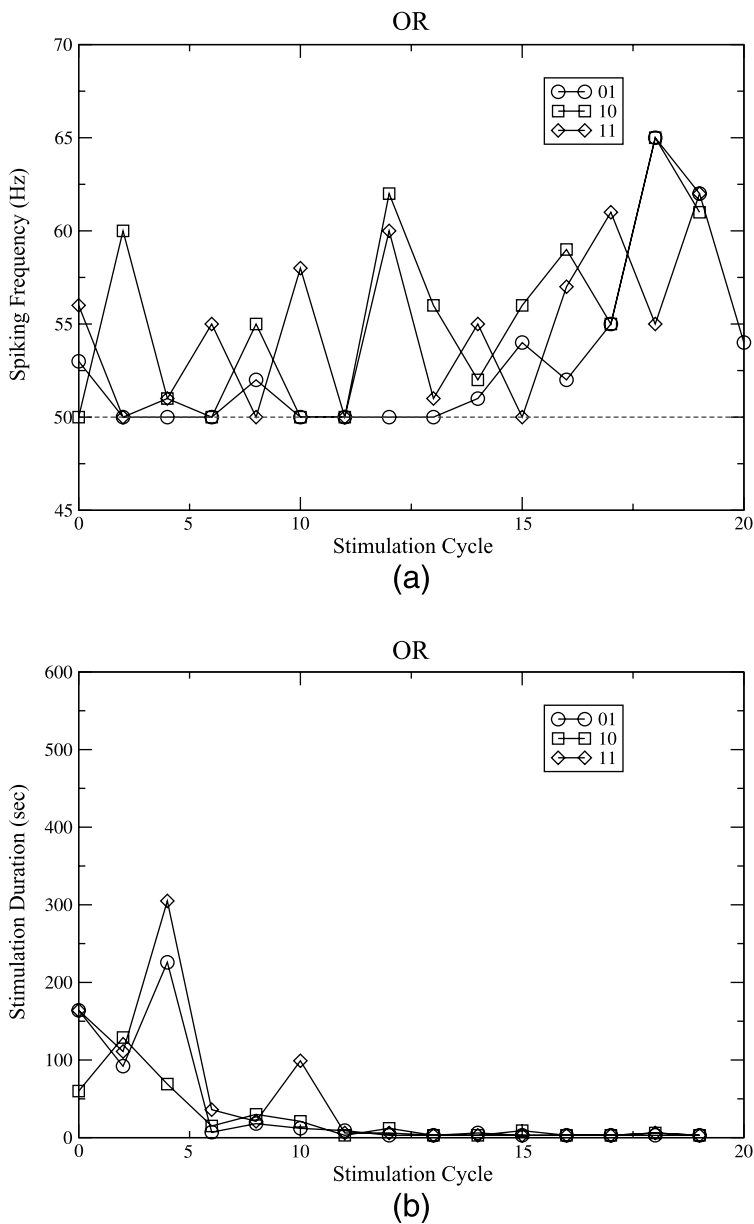 OR
70
65
60
55
50
45
Spiking Frequency (Hz)
01
10
11
0 5 10 15 20
Stimulation Cycle
(a)
OR
600
500
400
300
200
100
0
Stimulation Duration (sec)
01
10
11
0 5 10 15 20
Stimulation Cycle
(b)